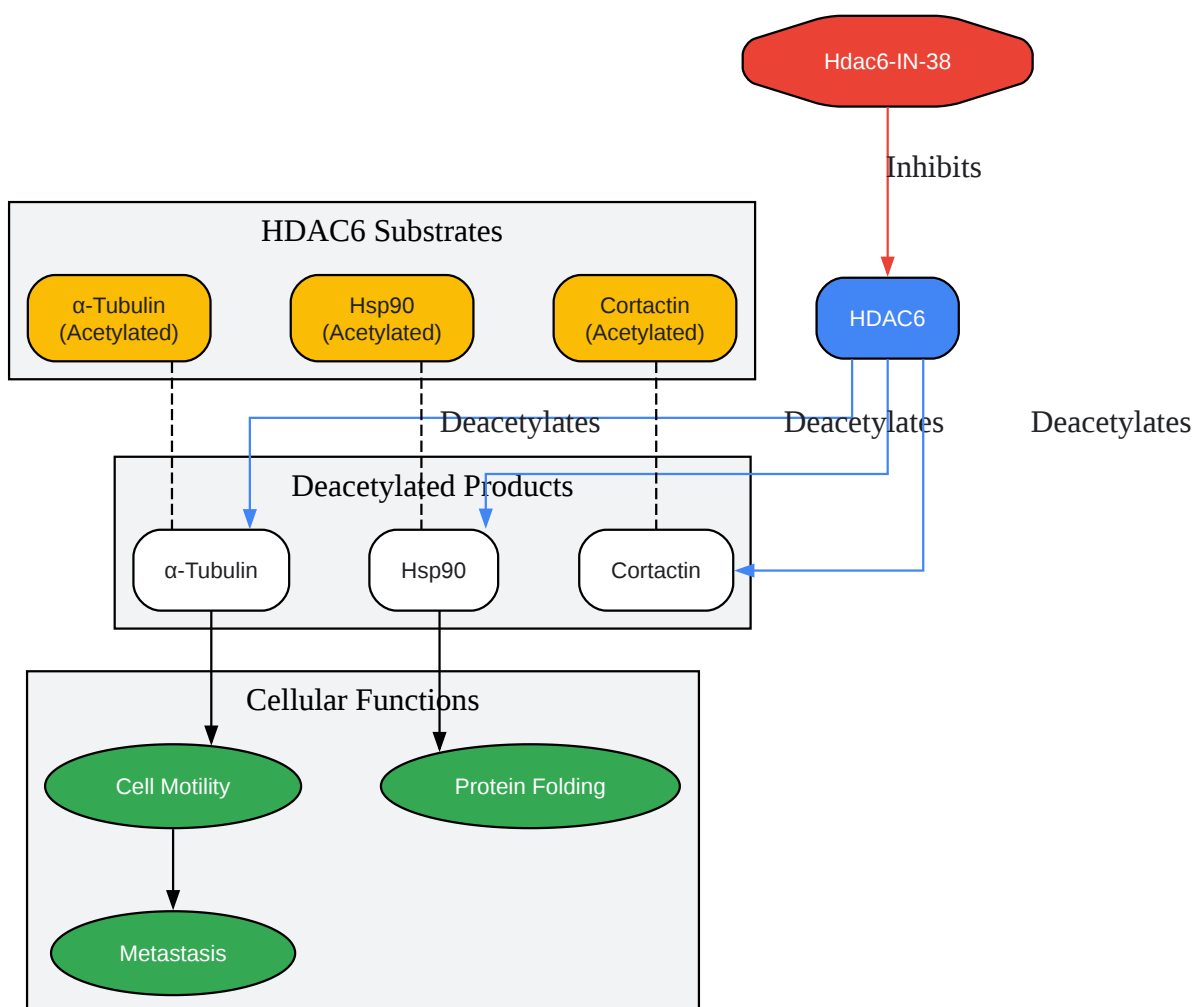 Hdac6-IN-38
Inhibits
HDAC6 Substrates
α-Tubulin
(Acetylated)
Hsp90
(Acetylated)
Cortactin
(Acetylated)
HDAC6
Deacetylates
Deacetylates
Deacetylates
Deacetylated Products
α-Tubulin
Hsp90
Cortactin
Cellular Functions
Cell Motility
Protein Folding
Metastasis